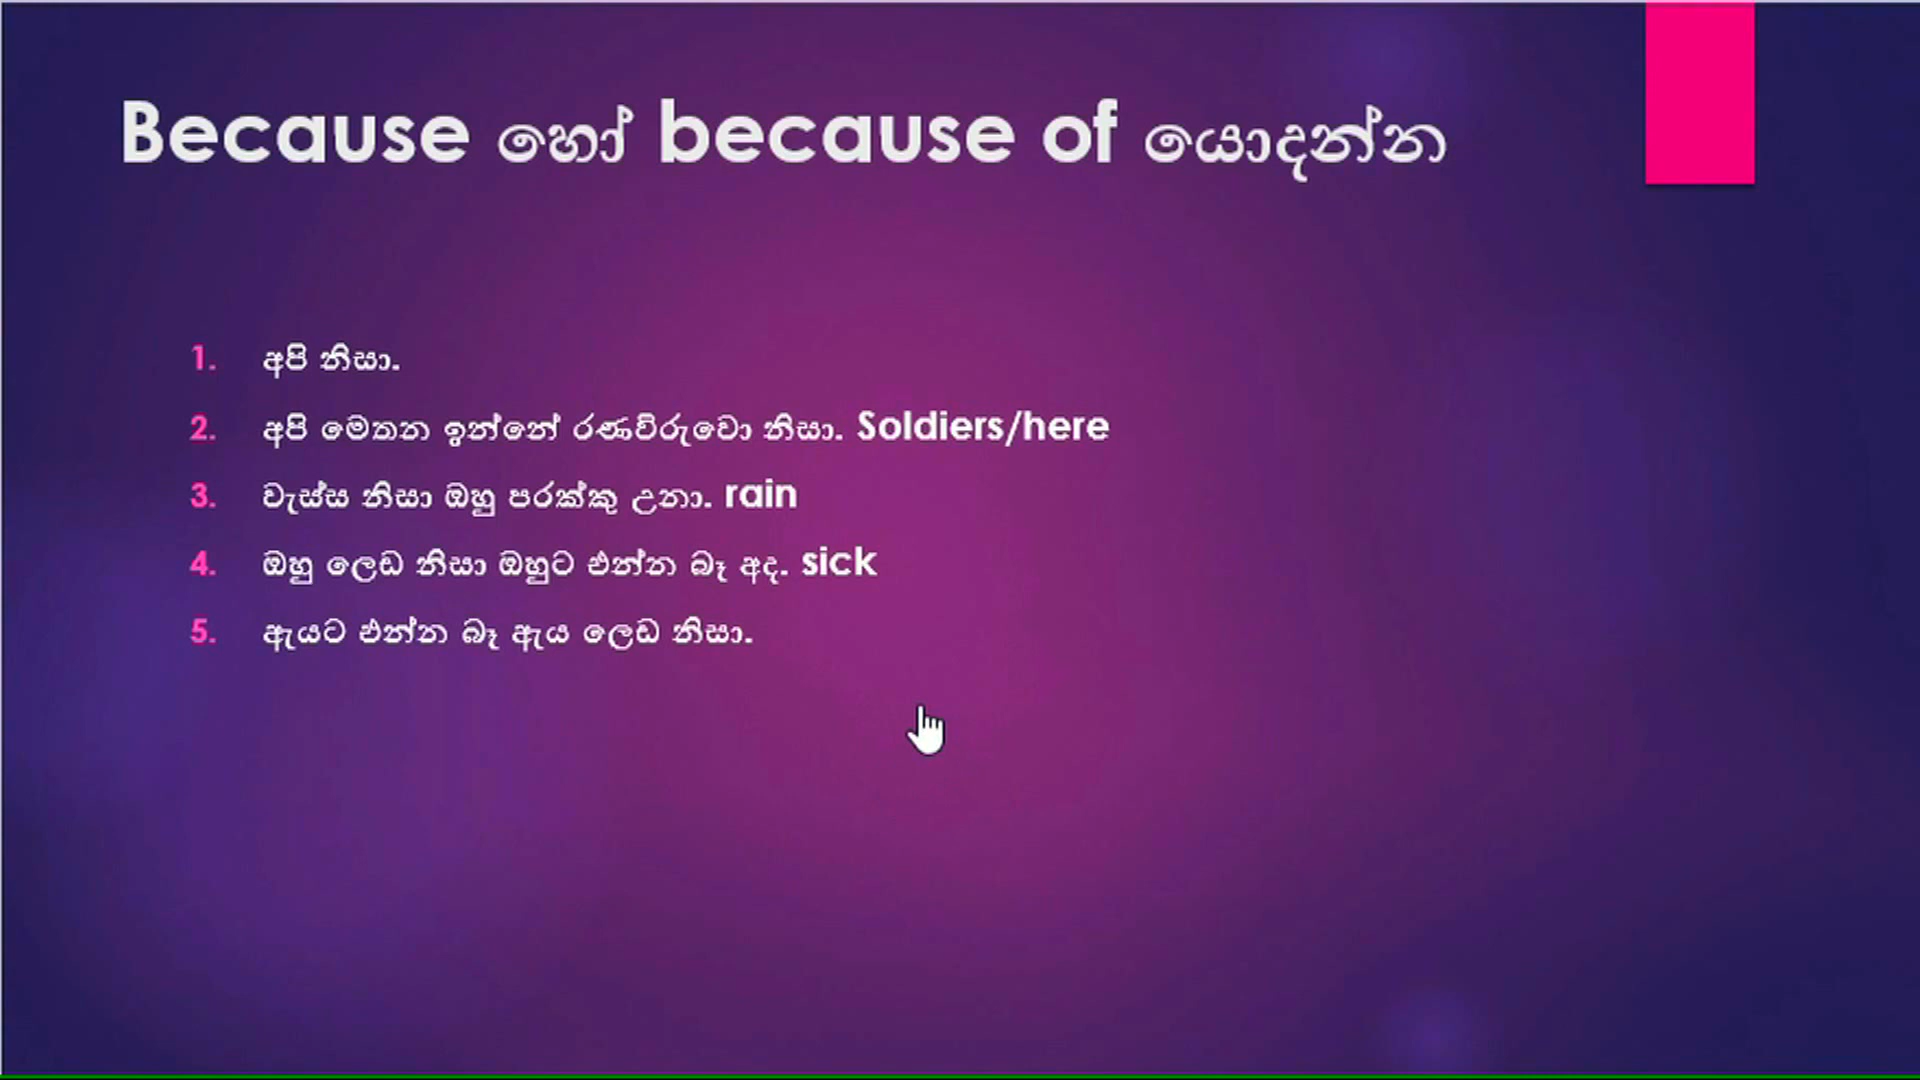 Because හෝ because of යොදන්න
1. අපි නිසා.
2. අපි මෙතන ඉන්නේ රණවිරුවො නිසා. Soldiers/here
3. වැස්ස නිසා ඔහු පරක්කු උනා. rain
4. ඔහු ලෙඩ නිසා ඔහුට එන්න බෑ අද. sick
5. ඇයට එන්න බෑ ඇය ලෙඩ නිසා.